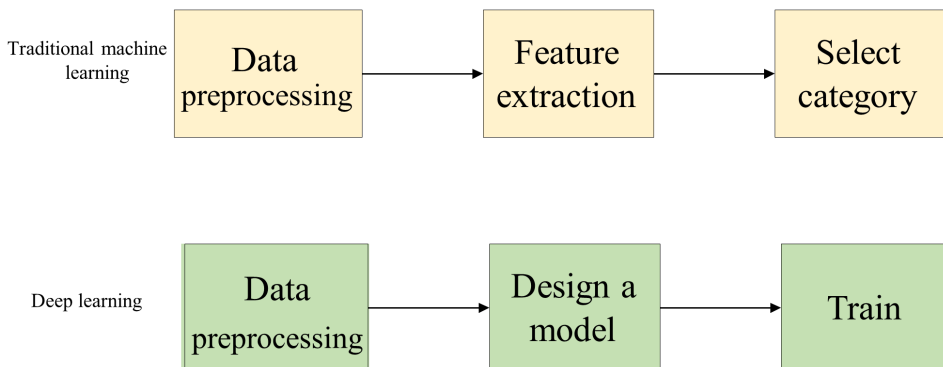 Traditional machine
learning
Data
preprocessing
Feature
extraction
Select
category
Deep learning
Data
preprocessing
Design a
model
Train